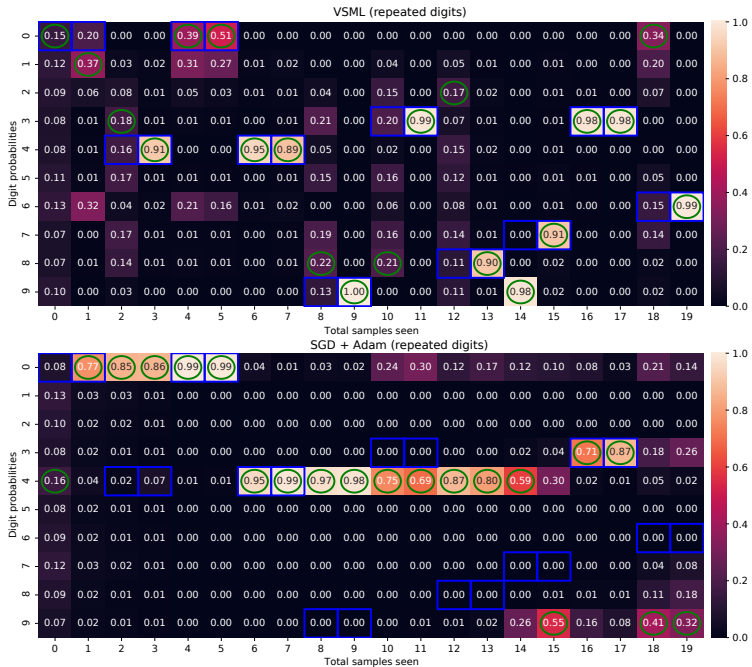 VSML (repeated digits)
0 0.15 0.20 0.00 0.00 0.39 0.51 0.00 0.00 0.00 0.00 0.00 0.00 0.00 0.00 0.00 0.00 0.00 0.00 0.34 0.00
1 0.12 0.37 0.03 0.02 0.31 0.27 0.01 0.02 0.00 0.00 0.04 0.00 0.05 0.01 0.00 0.01 0.00 0.00 0.20 0.00
2 0.09 0.06 0.08 0.01 0.05 0.03 0.01 0.01 0.04 0.00 0.15 0.00 0.17 0.02 0.00 0.01 0.01 0.00 0.07 0.00
3 0.08 0.01 0.18 0.01 0.01 0.01 0.00 0.01 0.21 0.00 0.20 0.99 0.07 0.01 0.00 0.02 0.98 0.98 0.00 0.00
4 0.08 0.01 0.16 0.91 0.00 0.00 0.95 0.89 0.05 0.00 0.02 0.00 0.15 0.02 0.00 0.00 0.01 0.00 0.00 0.00
5 0.11 0.01 0.17 0.01 0.01 0.01 0.00 0.01 0.15 0.00 0.16 0.00 0.12 0.01 0.00 0.01 0.00 0.00 0.05 0.00
6 0.13 0.32 0.04 0.02 0.21 0.16 0.01 0.02 0.00 0.00 0.06 0.00 0.08 0.01 0.00 0.01 0.00 0.00 0.15 0.99
7 0.07 0.00 0.17 0.01 0.00 0.00 0.01 0.01 0.19 0.00 0.16 0.00 0.14 0.01 0.00 0.91 0.00 0.00 0.14 0.00
8 0.07 0.01 0.14 0.01 0.00 0.00 0.01 0.02 0.22 0.00 0.21 0.00 0.11 0.90 0.00 0.02 0.00 0.00 0.02 0.00
9 0.10 0.00 0.03 0.00 0.00 0.00 0.00 0.00 0.13 1.00 0.00 0.00 0.11 0.01 0.98 0.02 0.00 0.00 0.02 0.00
0 1 2 3 4 5 6 7 8 9 10 11 12 13 14 15 16 17 18 19
Total samples seen
Digit probabilities
1.0
0.8
0.6
0.4
0.2
0.0
SGD + Adam (repeated digits)
0 0.08 0.77 0.85 0.86 0.99 0.99 0.04 0.01 0.03 0.02 0.24 0.30 0.12 0.17 0.12 0.10 0.08 0.03 0.21 0.14
1 0.13 0.03 0.03 0.01 0.00 0.00 0.00 0.00 0.00 0.00 0.00 0.00 0.00 0.00 0.00 0.00 0.00 0.00 0.00 0.00
2 0.10 0.02 0.02 0.01 0.00 0.00 0.00 0.00 0.00 0.00 0.00 0.00 0.00 0.00 0.00 0.00 0.00 0.00 0.00 0.00
3 0.08 0.02 0.01 0.01 0.00 0.00 0.00 0.00 0.00 0.00 0.00 0.00 0.00 0.00 0.02 0.04 0.71 0.87 0.18 0.26
4 0.16 0.04 0.02 0.07 0.01 0.01 0.95 0.99 0.97 0.98 0.75 0.69 0.87 0.80 0.59 0.30 0.02 0.01 0.05 0.02
5 0.08 0.02 0.01 0.01 0.00 0.00 0.00 0.00 0.00 0.00 0.00 0.00 0.00 0.00 0.00 0.00 0.00 0.00 0.00 0.00
6 0.09 0.02 0.01 0.01 0.00 0.00 0.00 0.00 0.00 0.00 0.00 0.00 0.00 0.00 0.00 0.00 0.00 0.00 0.00 0.00
7 0.12 0.03 0.02 0.01 0.00 0.00 0.00 0.00 0.00 0.00 0.00 0.00 0.00 0.00 0.00 0.00 0.00 0.00 0.04 0.08
8 0.09 0.02 0.01 0.01 0.00 0.00 0.00 0.00 0.00 0.00 0.00 0.00 0.00 0.00 0.00 0.01 0.01 0.01 0.11 0.18
9 0.07 0.02 0.01 0.01 0.00 0.00 0.00 0.00 0.00 0.00 0.00 0.00 0.00 0.02 0.26 0.55 0.16 0.08 0.41 0.32
0 1 2 3 4 5 6 7 8 9 10 11 12 13 14 15 16 17 18 19
Total samples seen
Digit probabilities
1.0
0.8
0.6
0.4
0.2
0.0